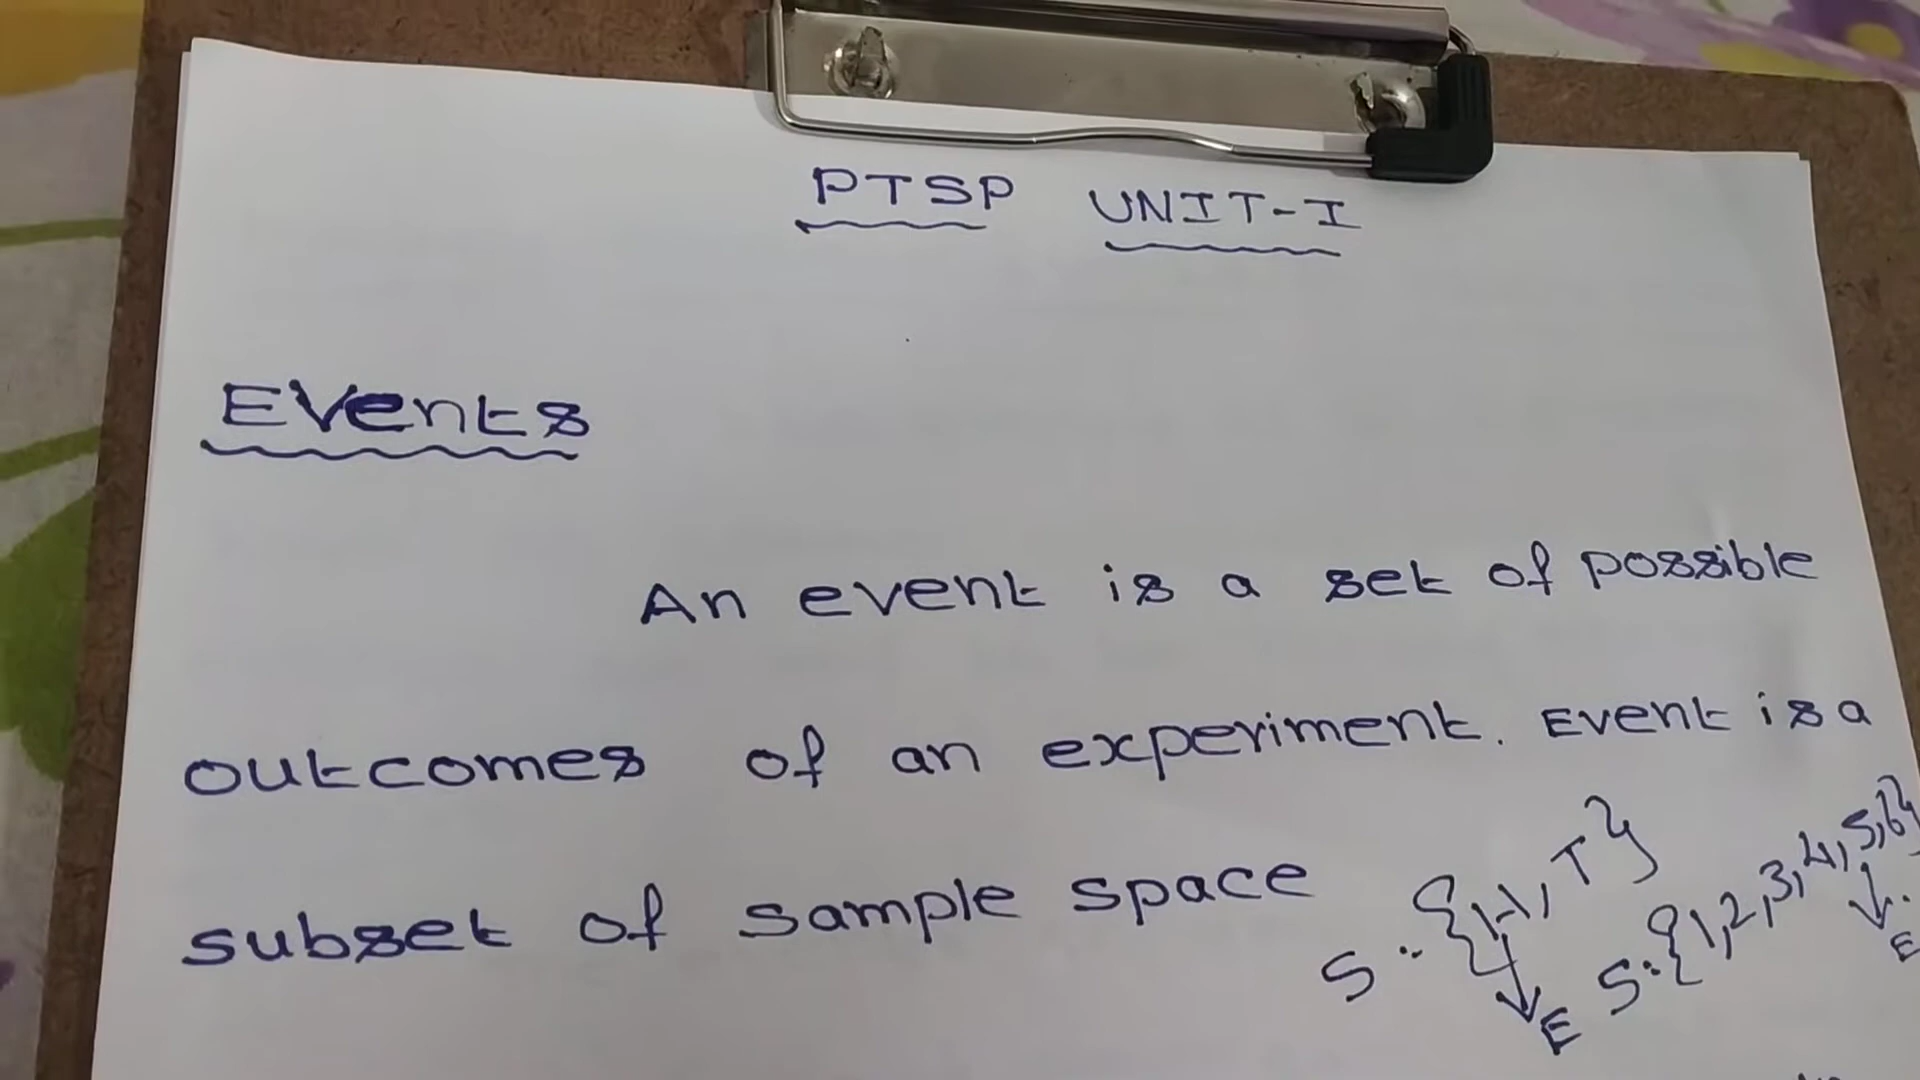 PTSP UNIT-I
Events
An event is a set of possible
outcomes of an experiment. Event is a
subset of sample space
S:{H, T}
E
S:{1,2,3,4,5,6}
E